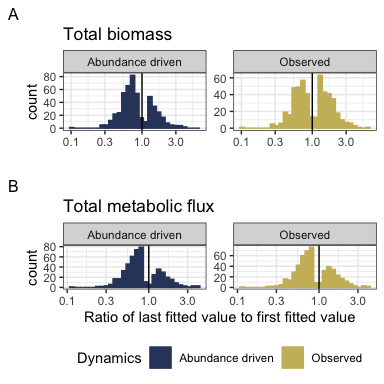 A
Total biomass
Abundance driven Observed
count
80
60
40
20
0
60
40
20
0
0.1 0.3 1.0 3.0 0.1 0.3 1.0 3.0
B
Total metabolic flux
Abundance driven Observed
count
80
60
40
20
0
60
40
20
0
0.1 0.3 1.0 3.0 0.1 0.3 1.0 3.0
Ratio of last fitted value to first fitted value
Dynamics Abundance driven Observed